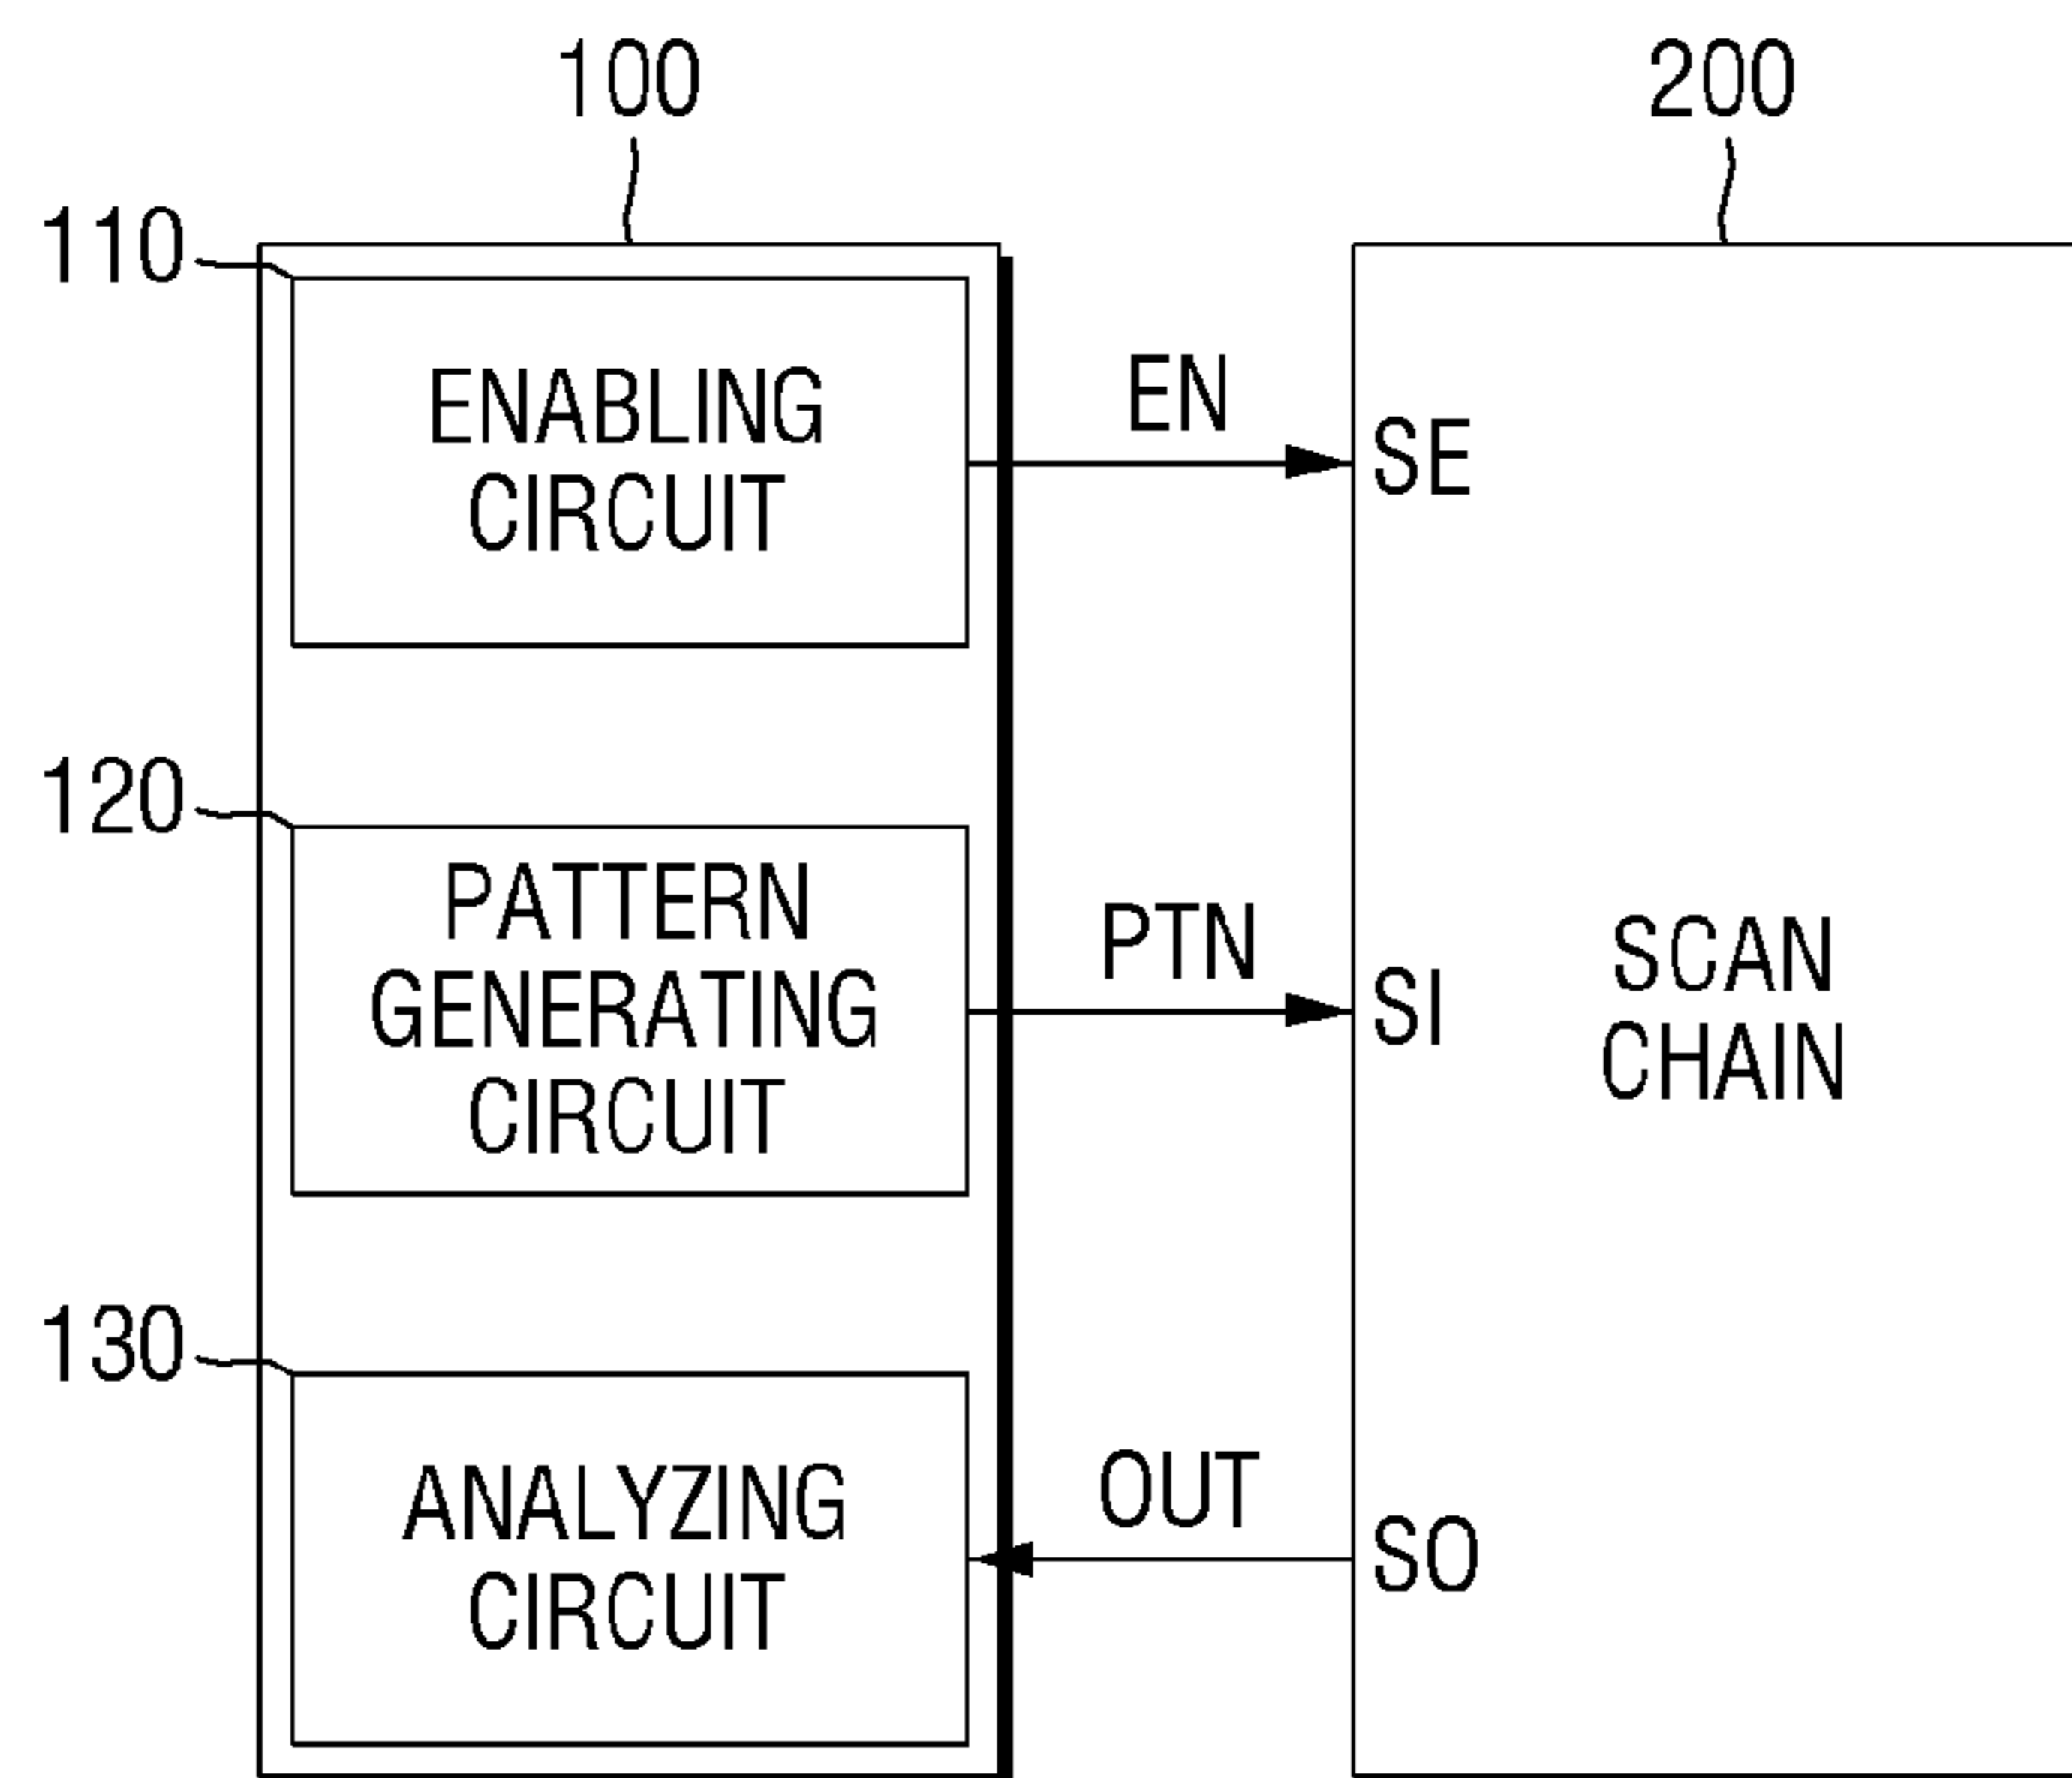 100
200
110
ENABLING
CIRCUIT
EN
SE
120
PATTERN
GENERATING
CIRCUIT
PTN
SI
SCAN
CHAIN
130
ANALYZING
CIRCUIT
OUT
SO